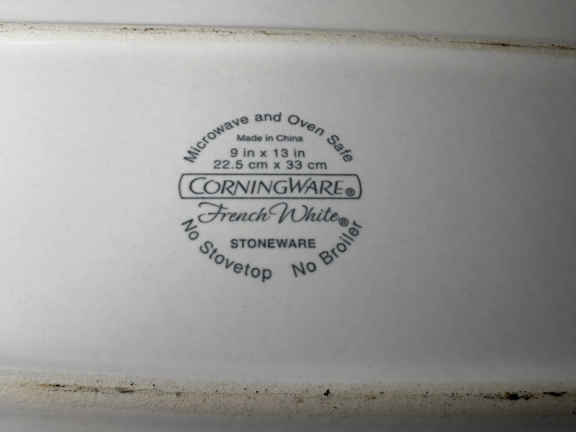 Microwave and Oven Safe
Made in China
9 in x 13 in
22.5 cm x 33 cm
CORNINGWARE®
French White®
STONEWARE
No Stovetop No Broiler